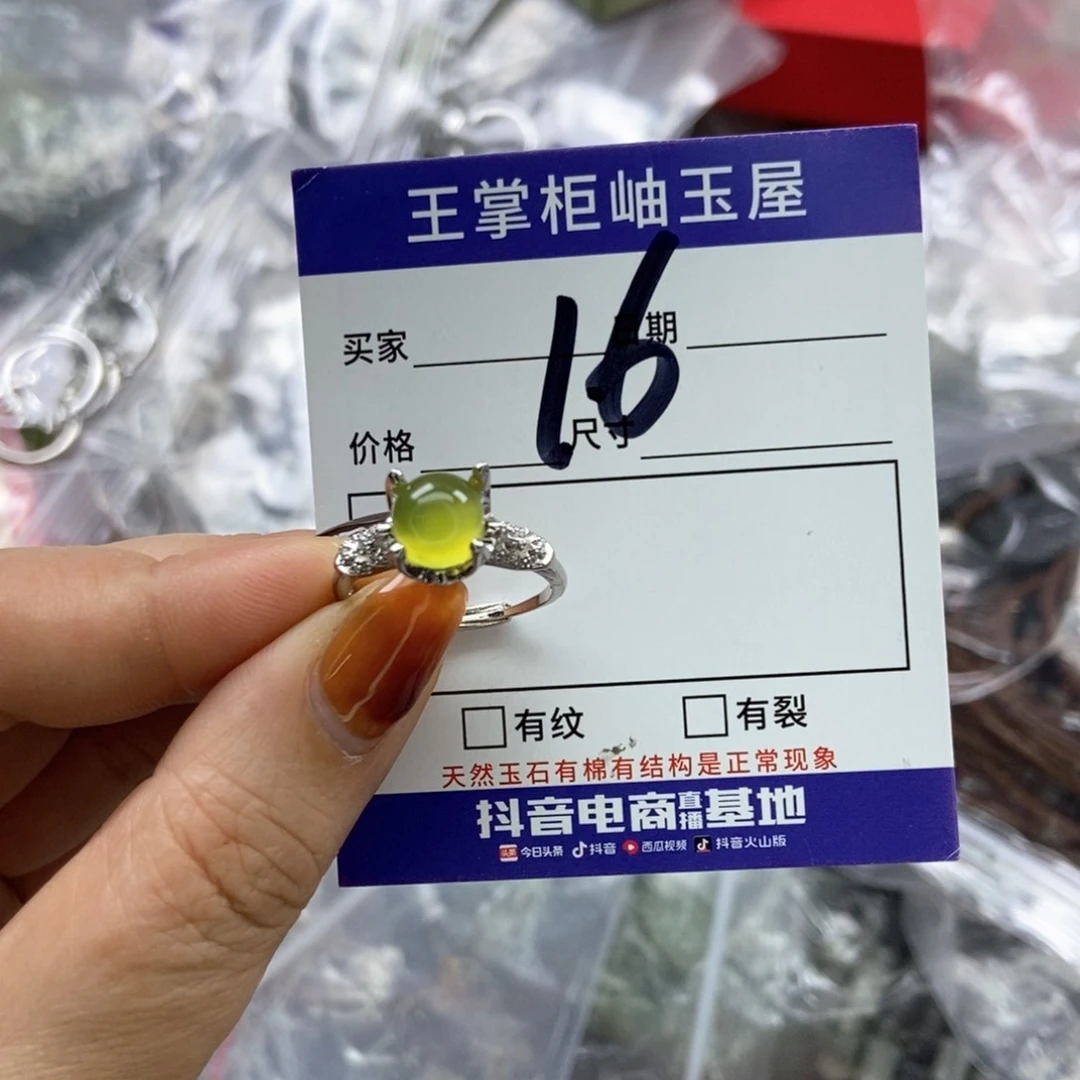 王掌柜岫玉屋
16
买家 日期
价格 尺寸
有纹 有裂
天然玉石有棉有结构是正常现象
抖音电商直播基地
头条 今日头条 抖音 西瓜视频 抖音火山版